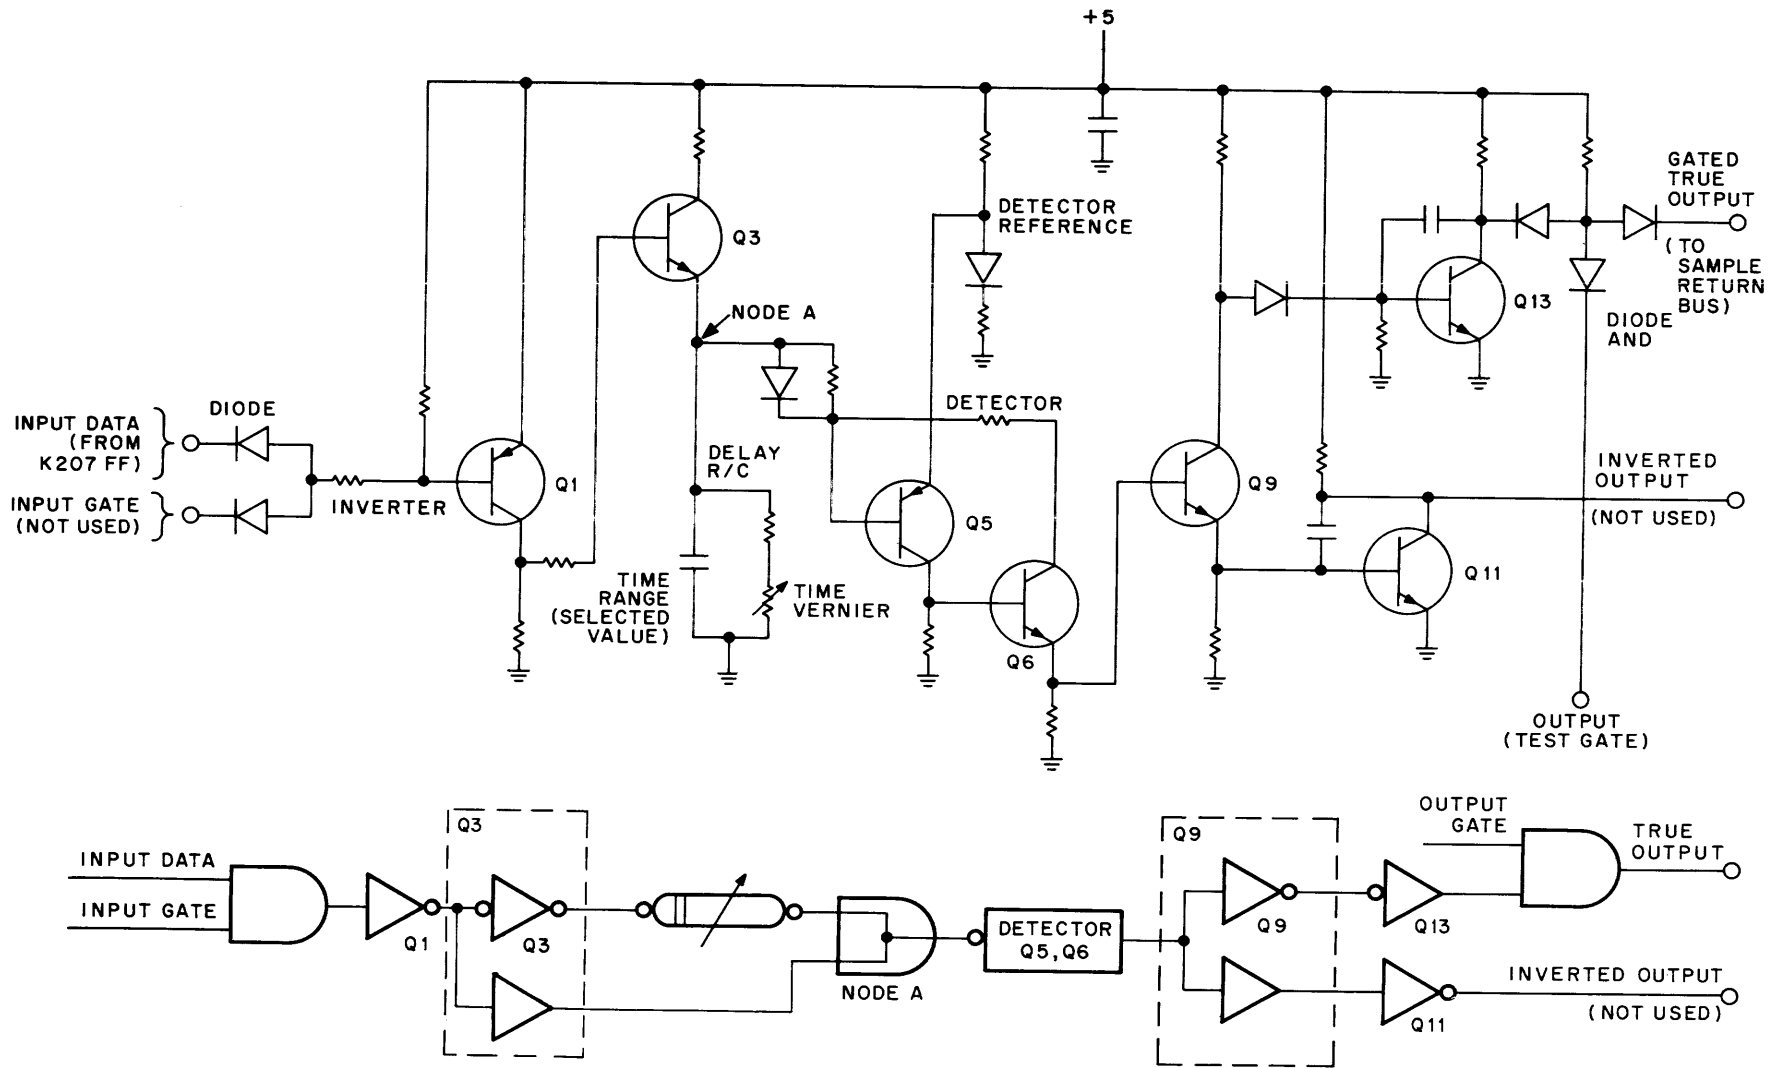 +5
GATED
TRUE
OUTPUT
(TO
SAMPLE
RETURN
BUS)
DETECTOR
REFERENCE
Q3
NODE A
Q13
DIODE
AND
INPUT DATA
(FROM
K207 FF)
DIODE
DETECTOR
DELAY
R/C
INPUT GATE
(NOT USED)
INVERTER
Q1
Q5
Q9
INVERTED
OUTPUT
(NOT USED)
TIME
RANGE
(SELECTED
VALUE)
TIME
VERNIER
Q11
Q6
OUTPUT
(TEST GATE)
Q3
INPUT DATA
INPUT GATE
Q1
Q3
NODE A
DETECTOR
Q5,Q6
Q9
Q9
OUTPUT
GATE
TRUE
OUTPUT
Q13
INVERTED OUTPUT
(NOT USED)
Q11